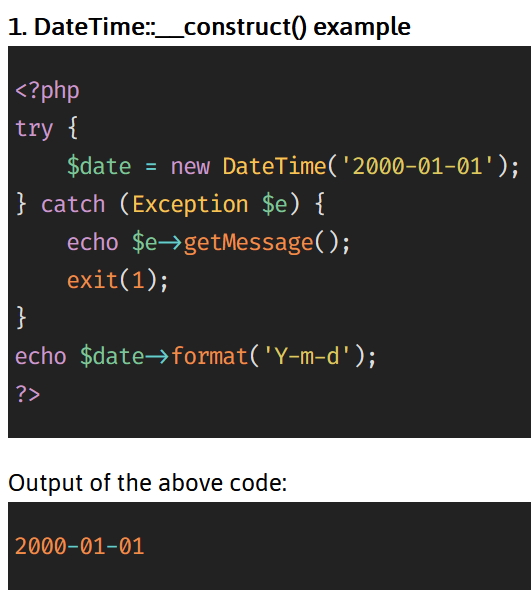 1. DateTime::__construct() example
<?php
try {
    $date = new DateTime('2000-01-01');
} catch (Exception $e) {
    echo $e->getMessage();
    exit(1);
}
echo $date->format('Y-m-d');
?>
Output of the above code:
2000-01-01